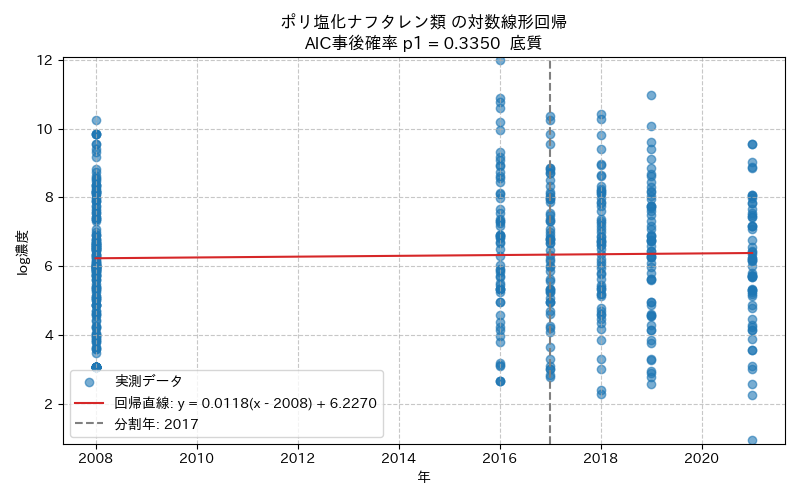 ポリ塩化ナフタレン類 の対数線形回帰
AIC事後確率 p1 = 0.3350 底質
12
10
8
6
4
2
log濃度
実測データ
回帰直線: y = 0.0118(x - 2008) + 6.2270
分割年: 2017
2008
2010
2012
2014
2016
2018
2020
年